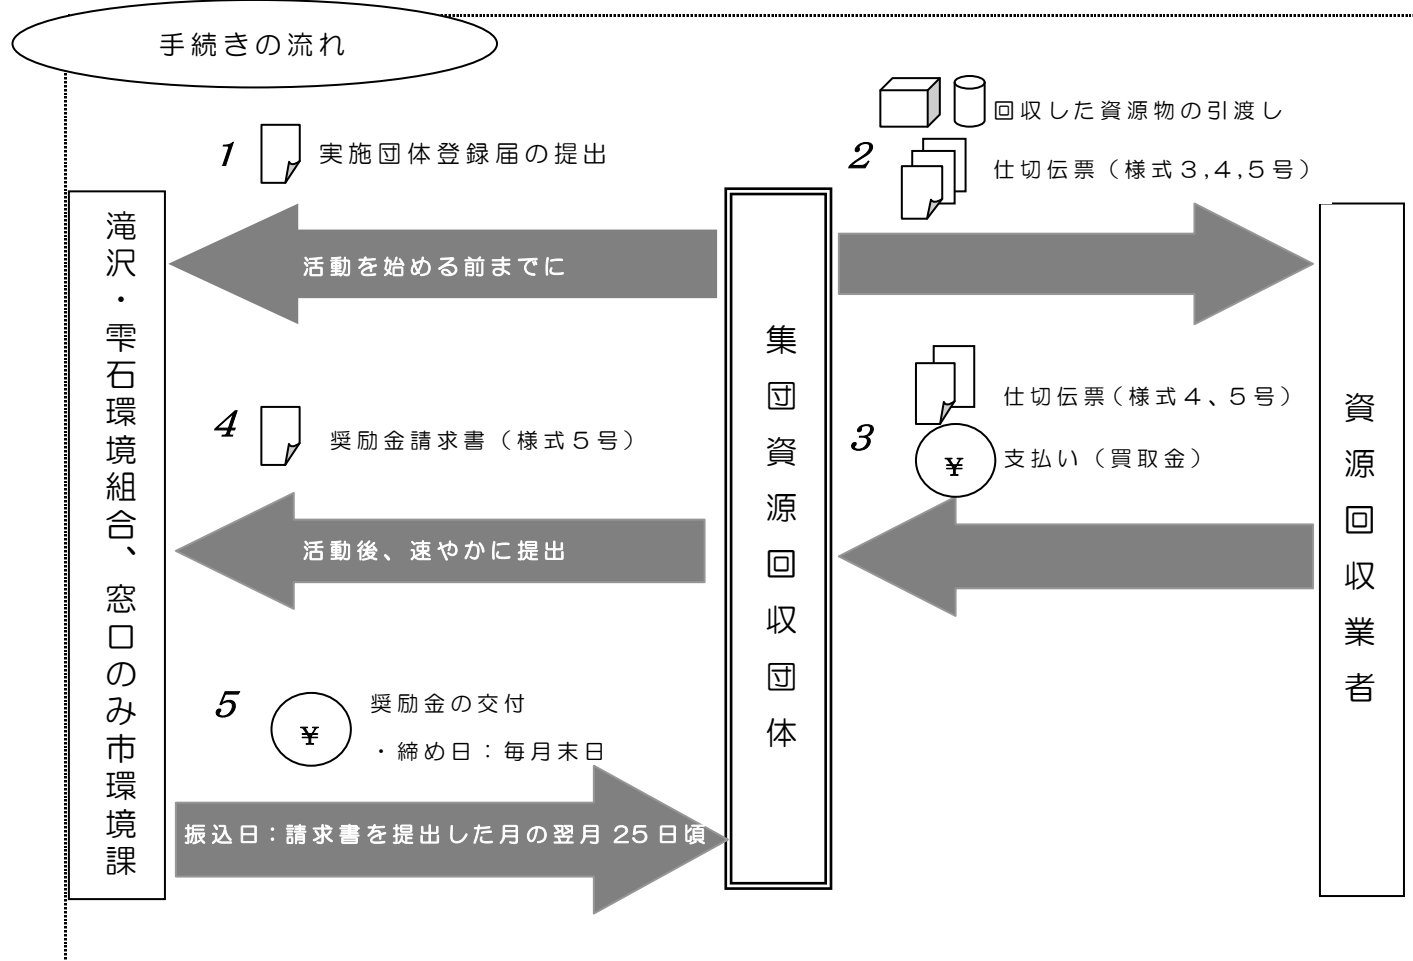 手続きの流れ
1
実施団体登録届の提出
活動を始める前までに
2
回収した資源物の引渡し
仕切伝票（様式3,4,5号）
3
仕切伝票（様式4、5号）
¥
支払い（買取金）
4
奨励金請求書（様式5号）
活動後、速やかに提出
5
¥
奨励金の交付
・締め日：毎月末日
振込日：請求書を提出した月の翌月25日頃
滝沢・雫石環境組合、窓口のみ市環境課
集団資源回収団体
資源回収業者